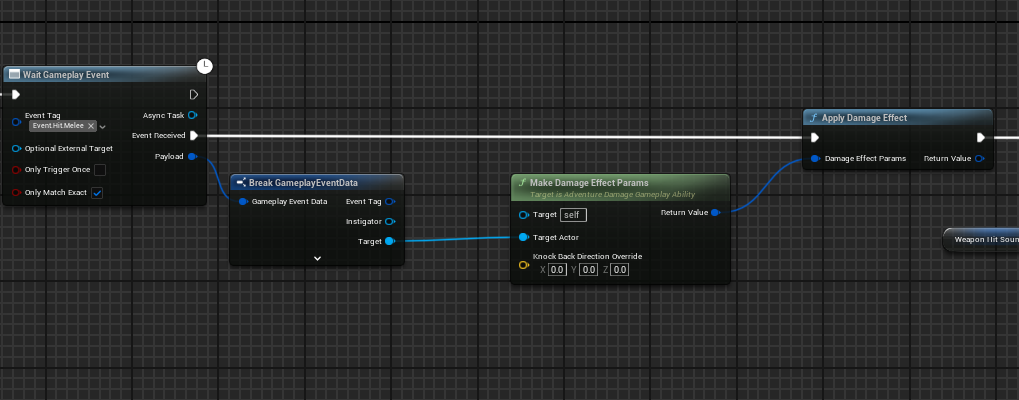 Wait Gameplay Event
Event Tag
Event.Hit.Melee
Async Task
Event Received
Optional External Target
Payload
Only Trigger Once
Only Match Exact
Break GameplayEventData
Gameplay Event Data
Event Tag
Instigator
Target
Make Damage Effect Params
Target is Adventure Damage Gameplay Ability
Target self
Return Value
Target Actor
Knock Back Direction Override
X 0.0 Y 0.0 Z 0.0
Apply Damage Effect
Damage Effect Params Return Value
Weapon Hit Soun